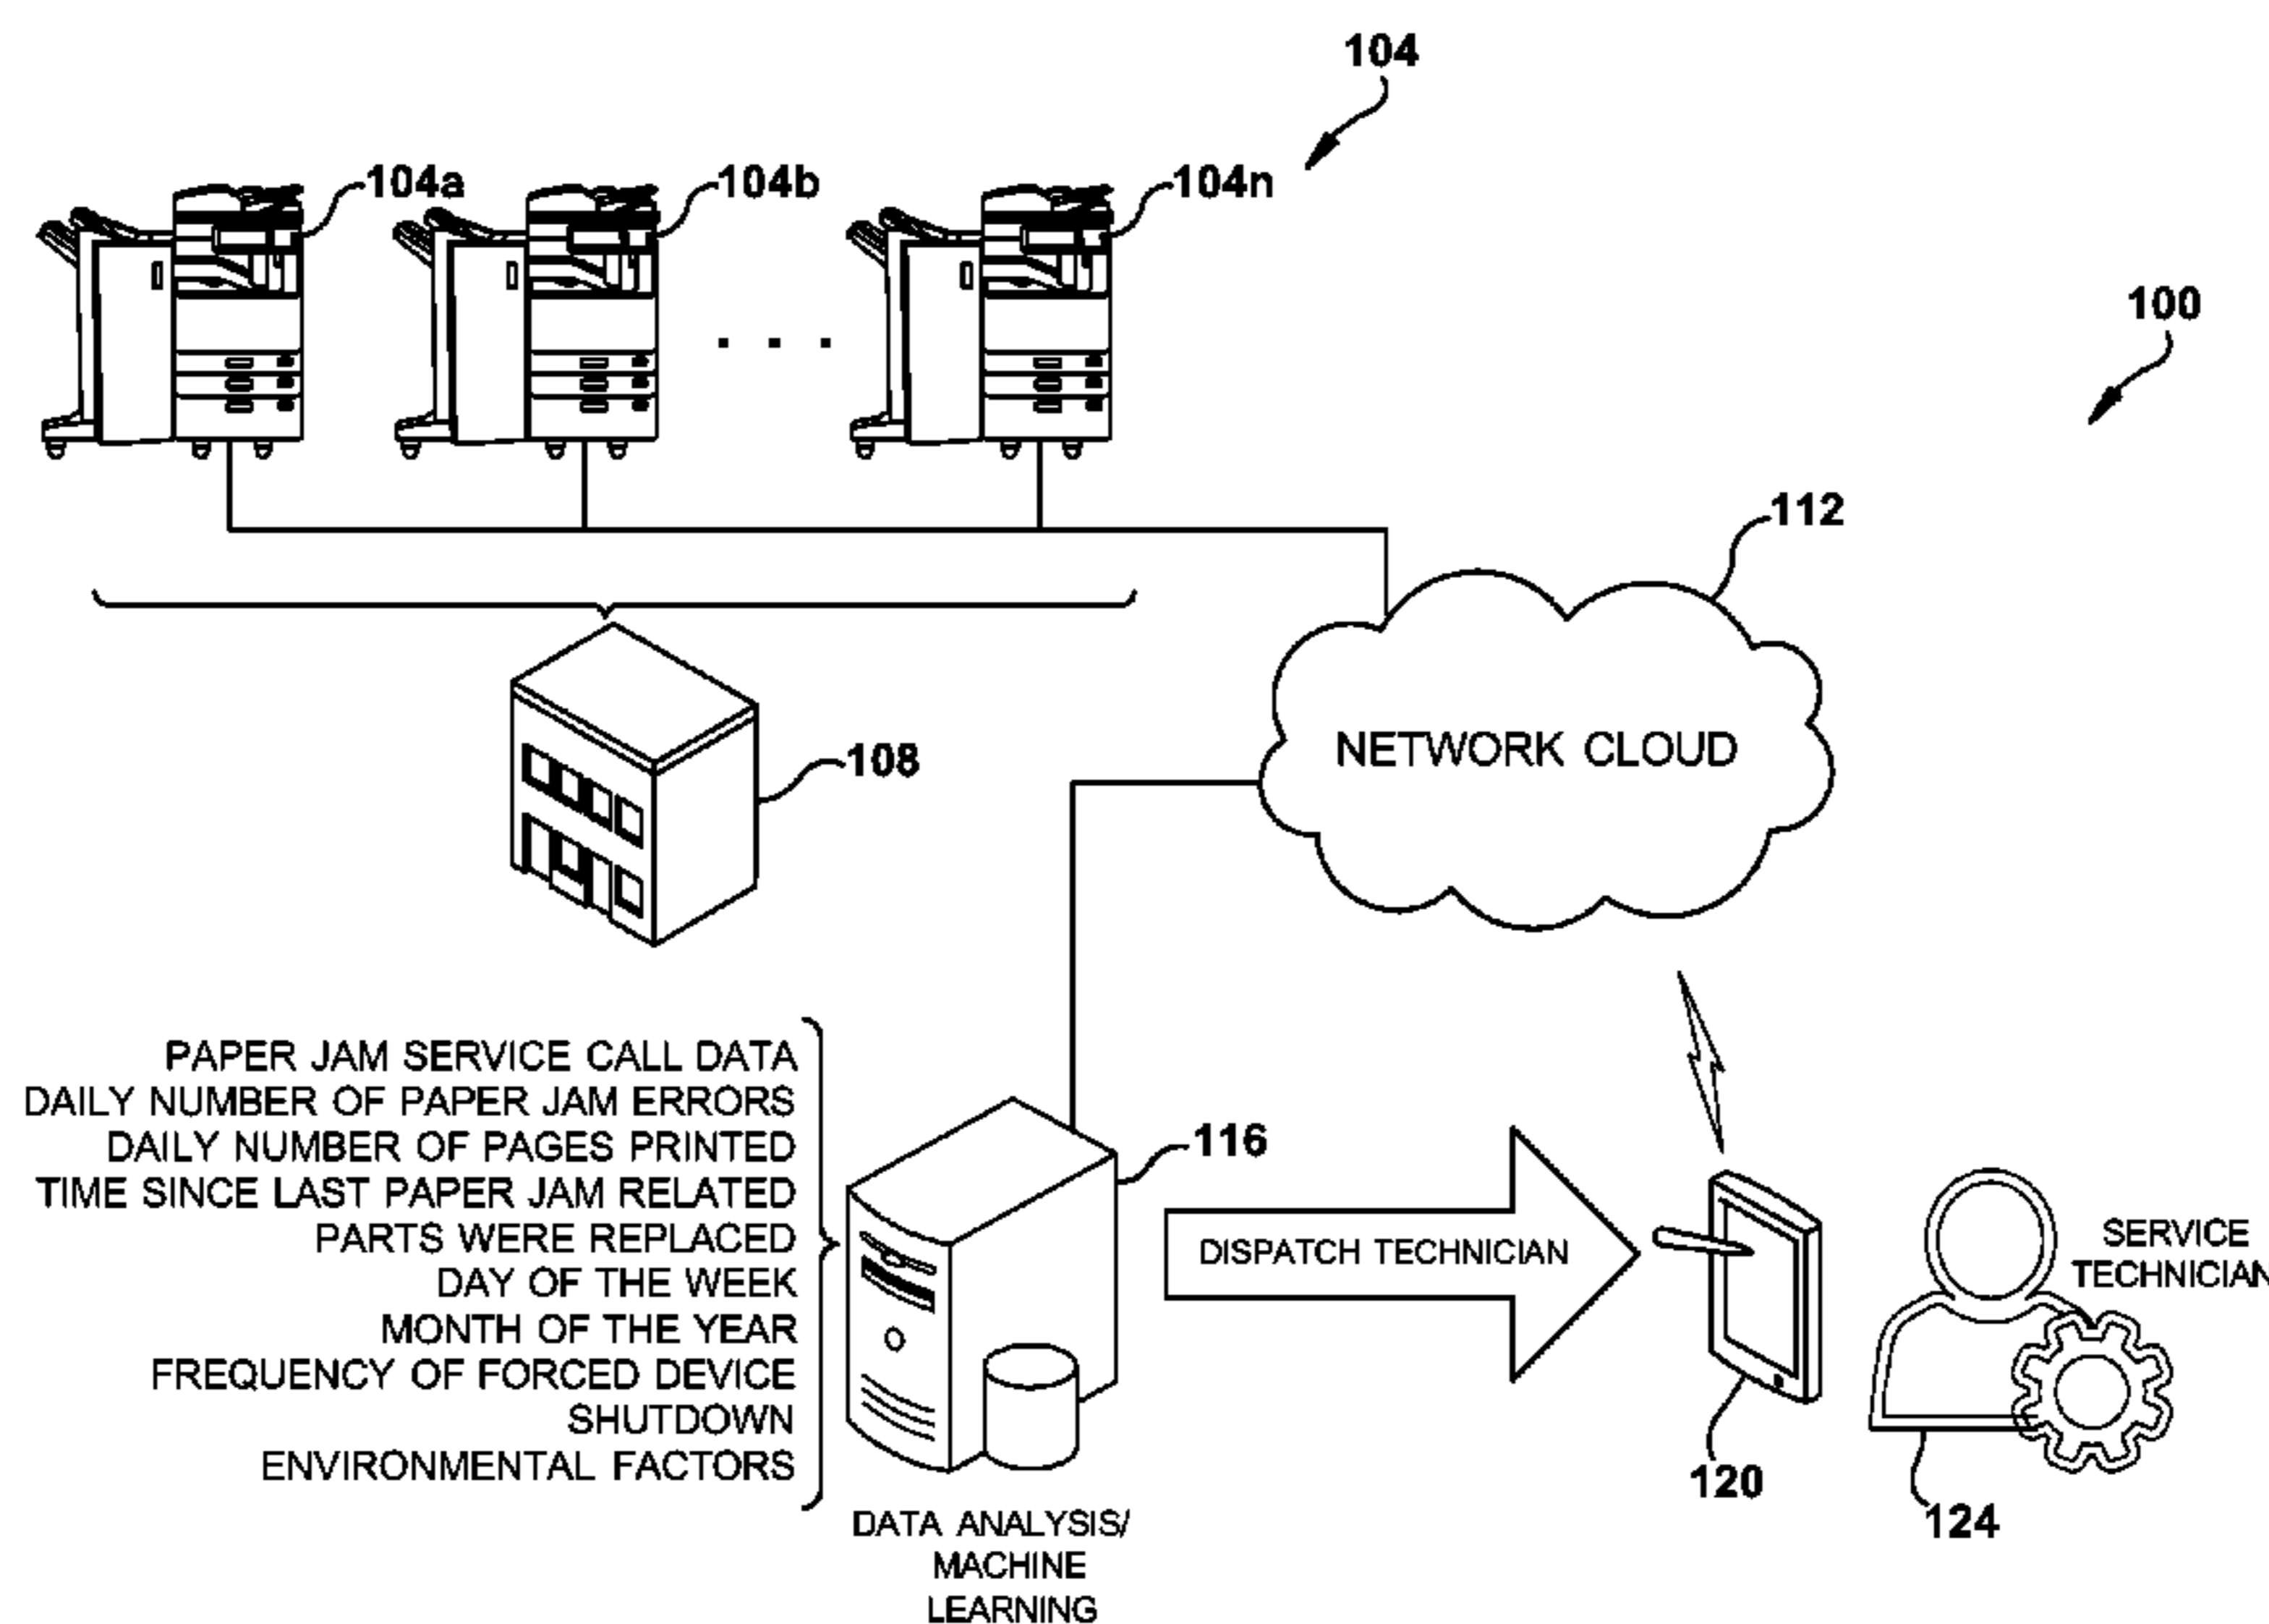 104
104a
104b
104n
100
112
NETWORK CLOUD
108
PAPER JAM SERVICE CALL DATA
DAILY NUMBER OF PAPER JAM ERRORS
DAILY NUMBER OF PAGES PRINTED
TIME SINCE LAST PAPER JAM RELATED
PARTS WERE REPLACED
DAY OF THE WEEK
MONTH OF THE YEAR
FREQUENCY OF FORCED DEVICE
SHUTDOWN
ENVIRONMENTAL FACTORS
116
DATA ANALYSIS/
MACHINE
LEARNING
DISPATCH TECHNICIAN
120
SERVICE
TECHNICIAN
124